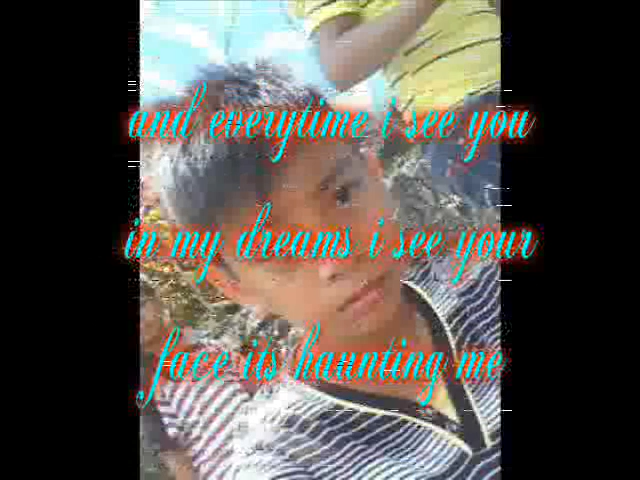 and everytime i see you
in my dreams i see your
face its haunting me